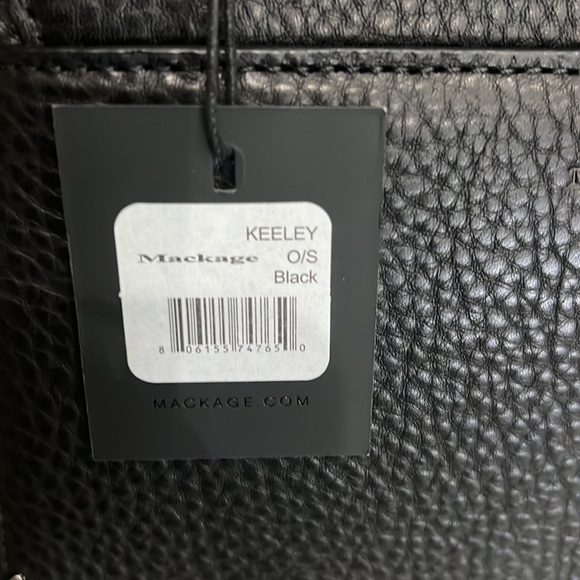 KEELEY
Mackage O/S
Black
8 06155 74765 0
MACKAGE.COM